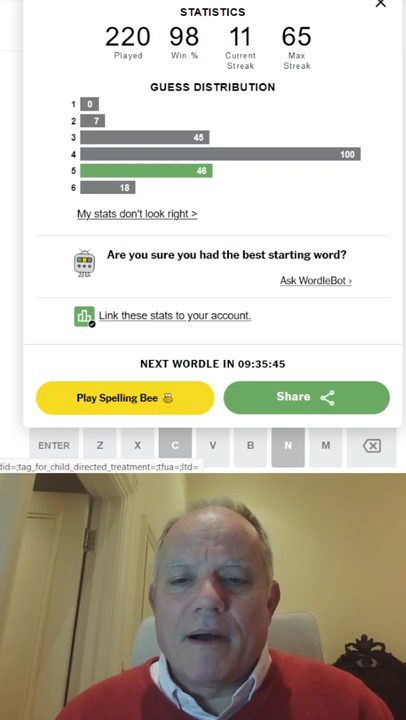 STATISTICS
220 98 11 65
Played Win % Current Streak Max Streak
GUESS DISTRIBUTION
1 0
2 7
3 45
4 100
5 46
6 18
My stats don't look right >
Are you sure you had the best starting word?
Ask WordleBot ›
Link these stats to your account.
NEXT WORDLE IN 09:35:45
Play Spelling Bee Share
ENTER Z X C V B N M
did=;tag_for_child_directed_treatment=;tfua=;ltd=